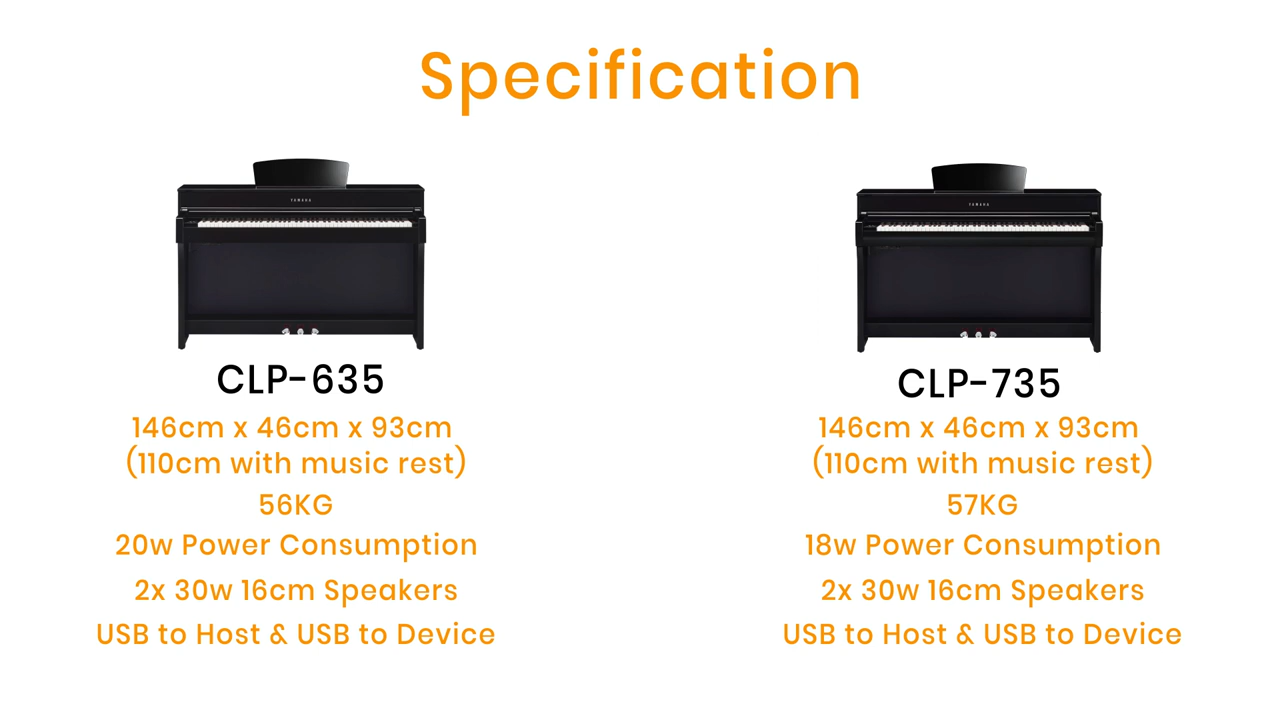 Specification
YAMAHA
CLP-635
146cm x 46cm x 93cm
(110cm with music rest)
56KG
20w Power Consumption
2x 30w 16cm Speakers
USB to Host & USB to Device
YAMAHA
CLP-735
146cm x 46cm x 93cm
(110cm with music rest)
57KG
18w Power Consumption
2x 30w 16cm Speakers
USB to Host & USB to Device